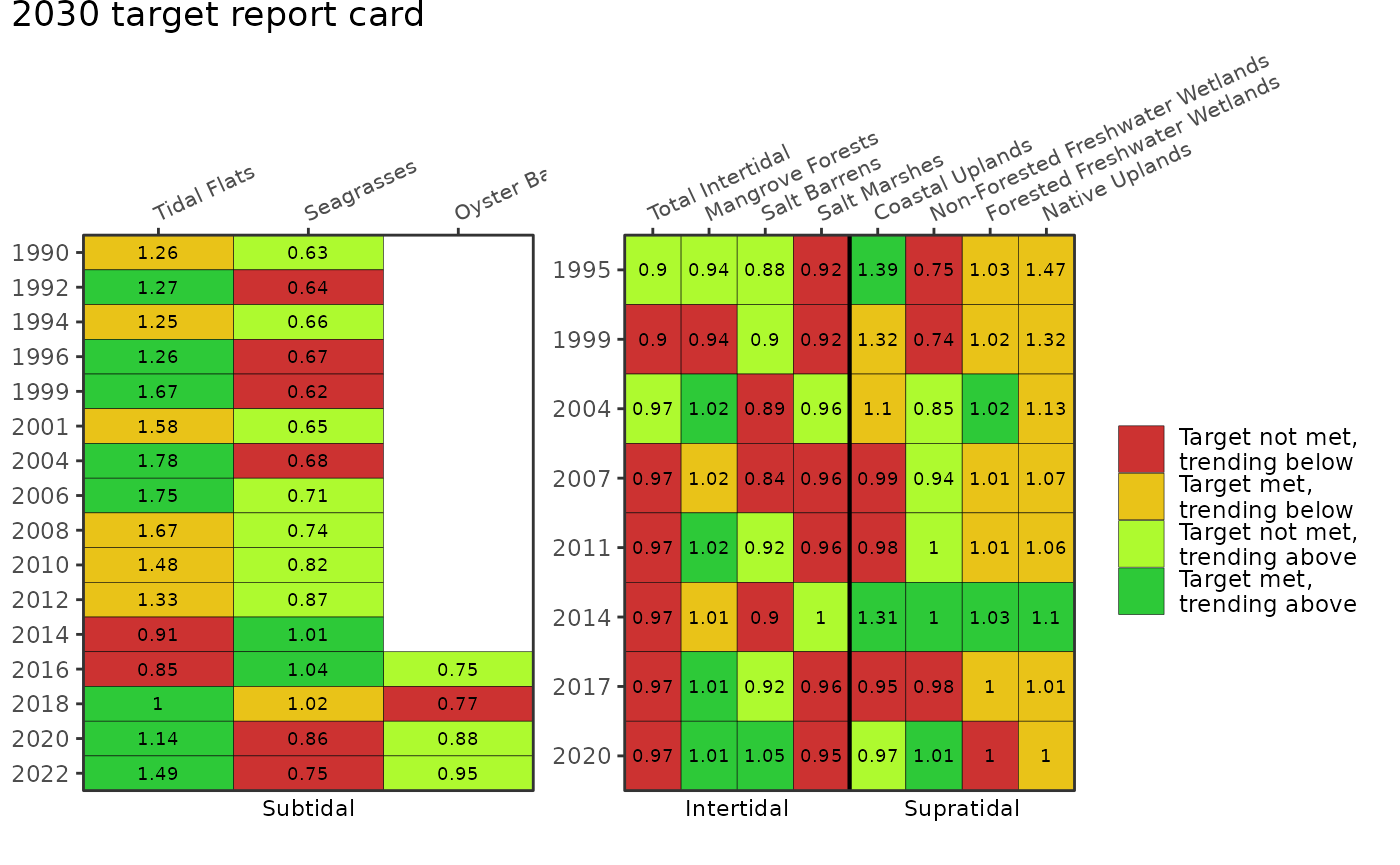 2030 target report card
Tidal Flats
Seagrasses
Oyster Ba
1990 1.26 0.63
1992 1.27 0.64
1994 1.25 0.66
1996 1.26 0.67
1999 1.67 0.62
2001 1.58 0.65
2004 1.78 0.68
2006 1.75 0.71
2008 1.67 0.74
2010 1.48 0.82
2012 1.33 0.87
2014 0.91 1.01
2016 0.85 1.04 0.75
2018 1 1.02 0.77
2020 1.14 0.86 0.88
2022 1.49 0.75 0.95
Subtidal
Total Intertidal
Mangrove Forests
Salt Barrens
Salt Marshes
Coastal Uplands
Non-Forested Freshwater Wetlands
Forested Freshwater Wetlands
Native Uplands
1995 0.9 0.94 0.88 0.92 1.39 0.75 1.03 1.47
1999 0.9 0.94 0.9 0.92 1.32 0.74 1.02 1.32
2004 0.97 1.02 0.89 0.96 1.1 0.85 1.02 1.13
2007 0.97 1.02 0.84 0.96 0.99 0.94 1.01 1.07
2011 0.97 1.02 0.92 0.96 0.98 1 1.01 1.06
2014 0.97 1.01 0.9 1 1.31 1 1.03 1.1
2017 0.97 1.01 0.92 0.96 0.95 0.98 1 1.01
2020 0.97 1.01 1.05 0.95 0.97 1.01 1 1
Intertidal
Supratidal
Target not met,
trending below
Target met,
trending below
Target not met,
trending above
Target met,
trending above